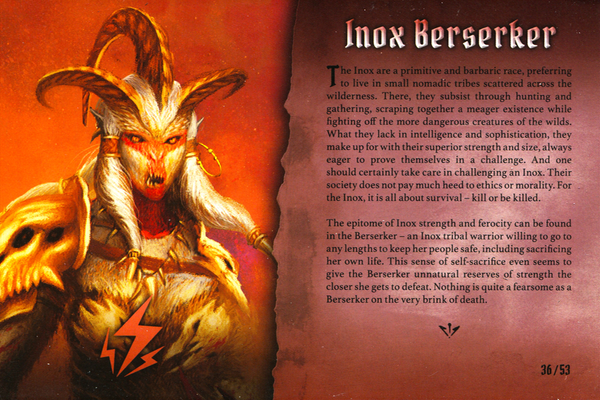 Inox Berserker
The Inox are a primitive and barbaric race, preferring
to live in small nomadic tribes scattered across the
wilderness. There, they subsist through hunting and
gathering, scraping together a meager existence while
fighting off the more dangerous creatures of the wilds.
What they lack in intelligence and sophistication, they
make up for with their superior strength and size, always
eager to prove themselves in a challenge. And one
should certainly take care in challenging an Inox. Their
society does not pay much heed to ethics or morality. For
the Inox, it is all about survival – kill or be killed.
The epitome of Inox strength and ferocity can be found
in the Berserker – an Inox tribal warrior willing to go to
any lengths to keep her people safe, including sacrificing
her own life. This sense of self-sacrifice even seems to
give the Berserker unnatural reserves of strength the
closer she gets to defeat. Nothing is quite a fearsome as a
Berserker on the very brink of death.
36/53